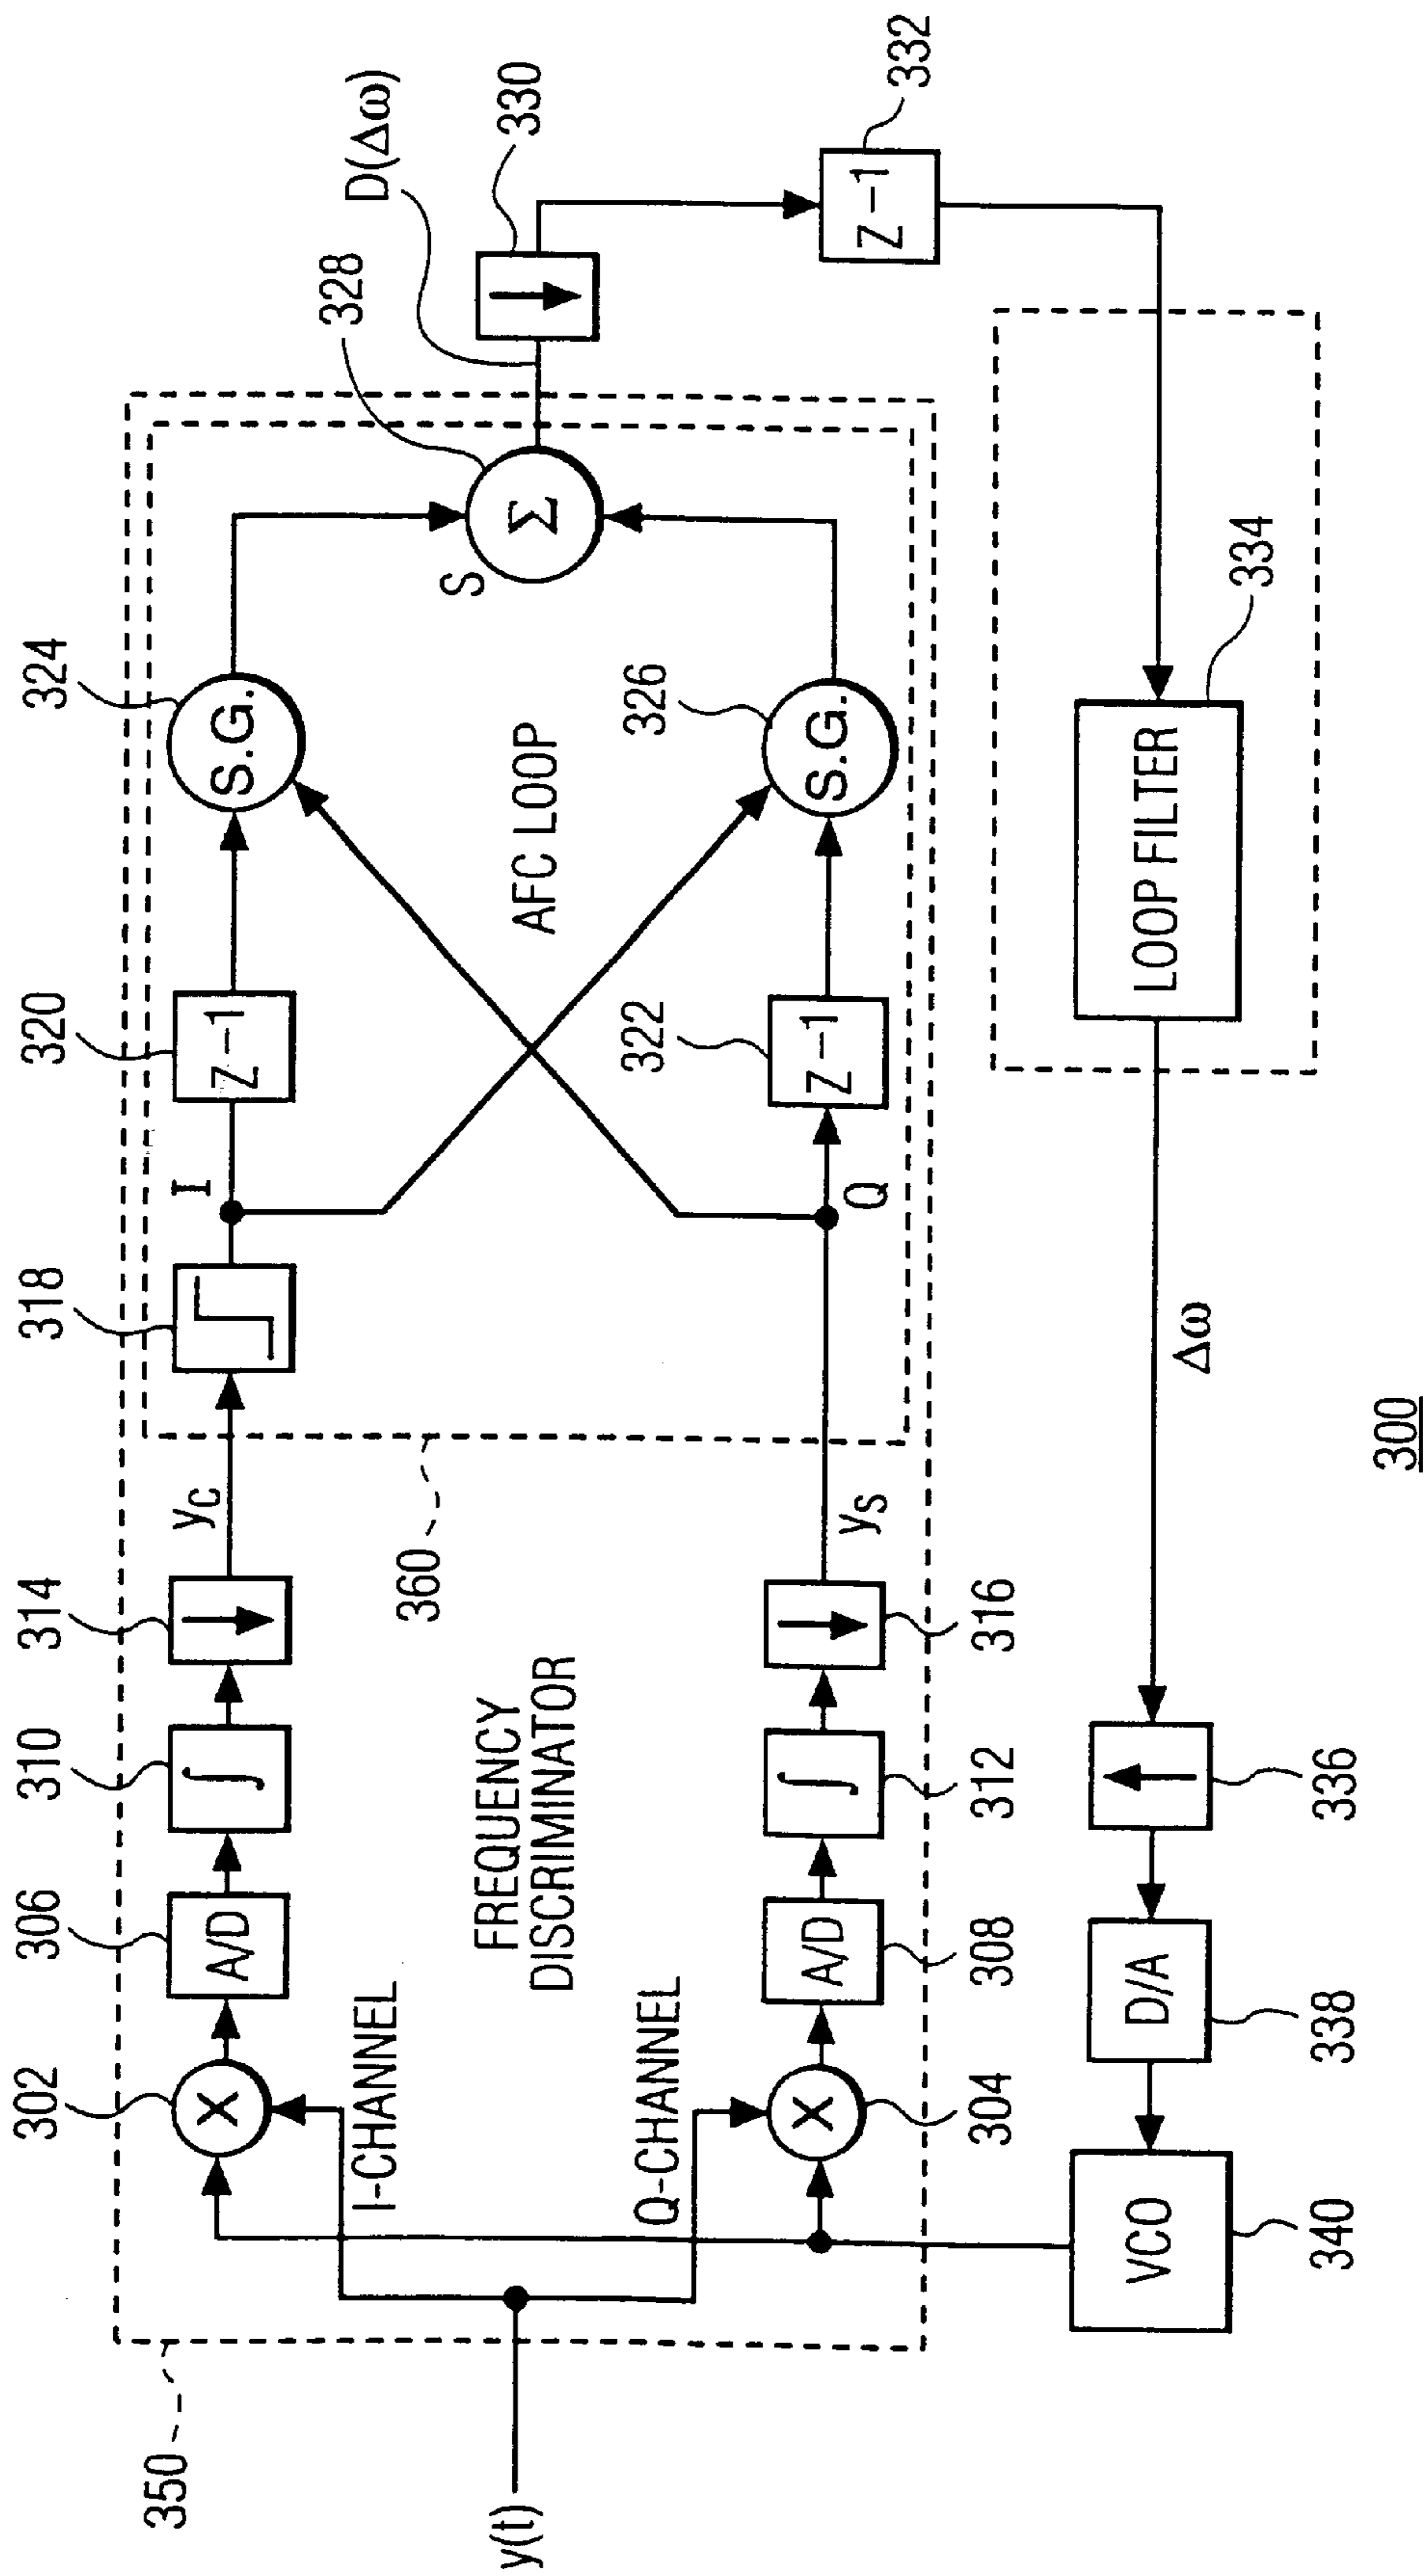 350
302
306
310
314
318
320
324
328
D(Δω)
330
332
X
A/D
∫
↓
y_C
I
Z −1
S.G.
S
Σ
↓
Z −1
I-CHANNEL
FREQUENCY
DISCRIMINATOR
360
AFC LOOP
y(t)
Q-CHANNEL
X
A/D
∫
↓
y_S
Q
Z −1
S.G.
304
308
312
316
322
326
334
VCO
D/A
↑
Δω
LOOP FILTER
340
338
336
300